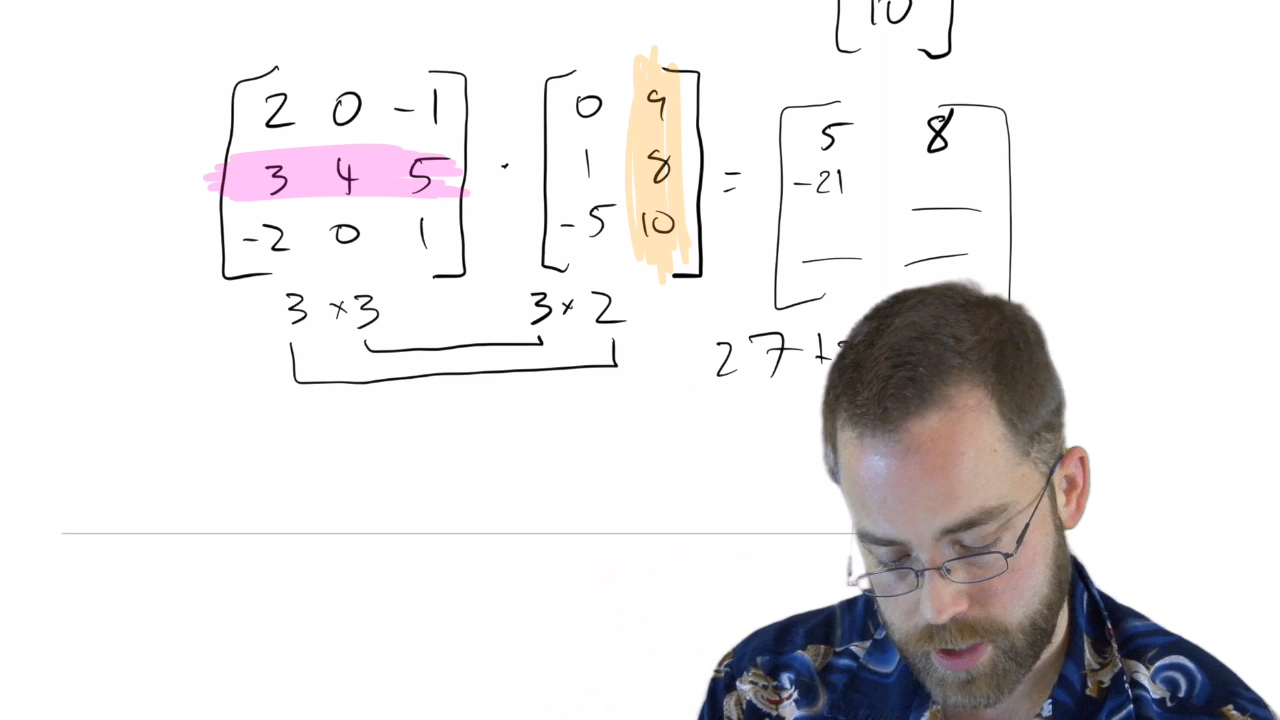 10
2 0 -1
3 4 5
-2 0 1
·
0 9
1 8
-5 10
=
5 8
-21
3 × 3
3 × 2
27 +